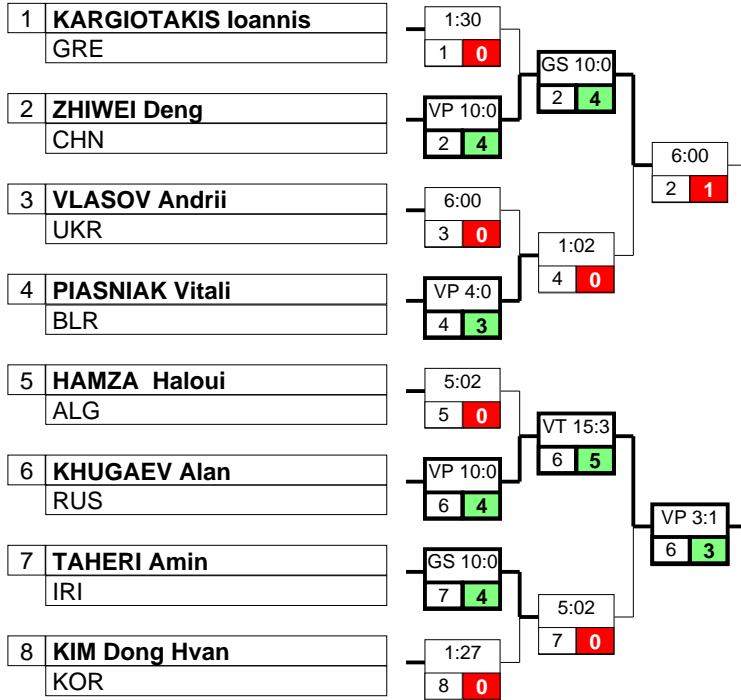 1 KARGIOTAKIS Ioannis
GRE
1:30
1 0
GS 10:0
2 4
2 ZHIWEI Deng
CHN
VP 10:0
2 4
6:00
2 1
3 VLASOV Andrii
UKR
6:00
3 0
1:02
4 0
4 PIASNIAK Vitali
BLR
VP 4:0
4 3
5 HAMZA Haloui
ALG
5:02
5 0
VT 15:3
6 5
6 KHUGAEV Alan
RUS
VP 10:0
6 4
VP 3:1
6 3
7 TAHERI Amin
IRI
GS 10:0
7 4
5:02
7 0
8 KIM Dong Hvan
KOR
1:27
8 0